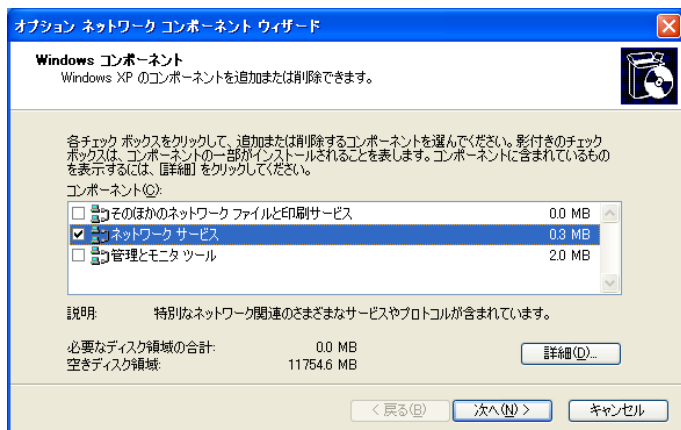 オプション ネットワーク コンポーネント ウィザード
Windows コンポーネント
Windows XP のコンポーネントを追加または削除できます。
各チェック ボックスをクリックして、追加または削除するコンポーネントを選んでください。影付きのチェック
ボックスは、コンポーネントの一部がインストールされることを表します。コンポーネントに含まれているもの
を表示するには、[詳細] をクリックしてください。
コンポーネント(C):
そのほかのネットワーク ファイルと印刷サービス 0.0 MB
ネットワーク サービス 0.3 MB
管理とモニタ ツール 2.0 MB
説明: 特別なネットワーク関連のさまざまなサービスやプロトコルが含まれています。
必要なディスク領域の合計: 0.0 MB
空きディスク領域: 11754.6 MB
詳細(D)...
< 戻る(B) 次へ(N) > キャンセル